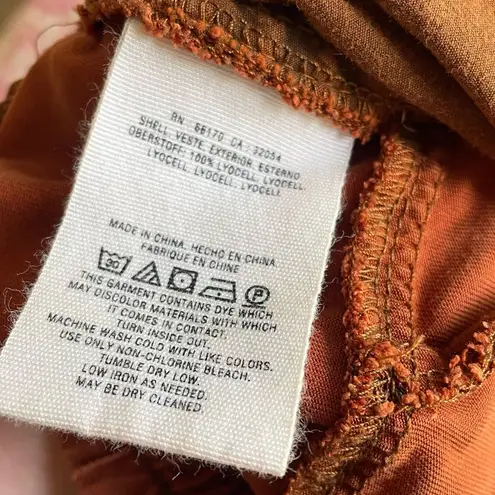 RN 66170 CA 32054
SHELL, VESTE, EXTERIOR, ESTERNO
OBERSTOFF: 100% LYOCELL,
LYOCELL, LYOCELL, LYOCELL,
LYOCELL
MADE IN CHINA, HECHO EN CHINA,
FABRIQUE EN CHINE
30 P
THIS GARMENT CONTAINS DYE WHICH
MAY DISCOLOR MATERIALS WITH WHICH
IT COMES IN CONTACT.
TURN INSIDE OUT.
MACHINE WASH COLD WITH LIKE COLORS.
USE ONLY NON-CHLORINE BLEACH.
TUMBLE DRY LOW.
LOW IRON AS NEEDED.
MAY BE DRY CLEANED